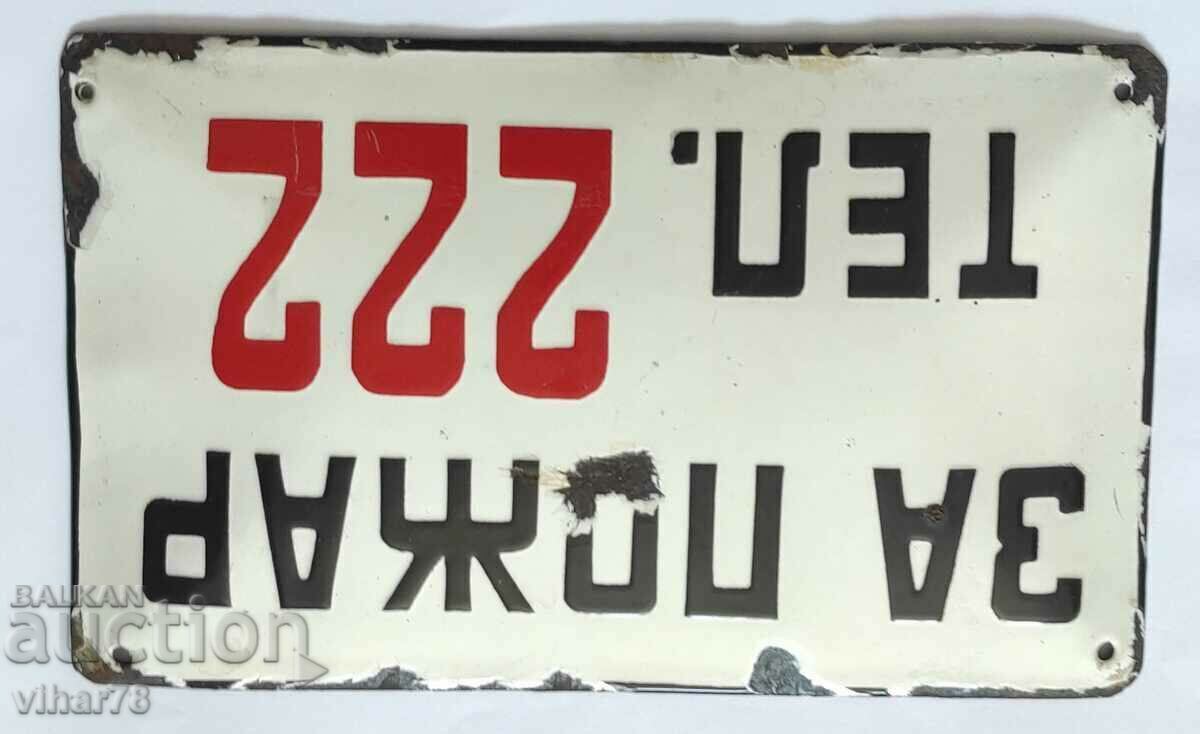 ЗА ПОЖАР
ТЕЛ. 222
BALKAN
auction
vihar78